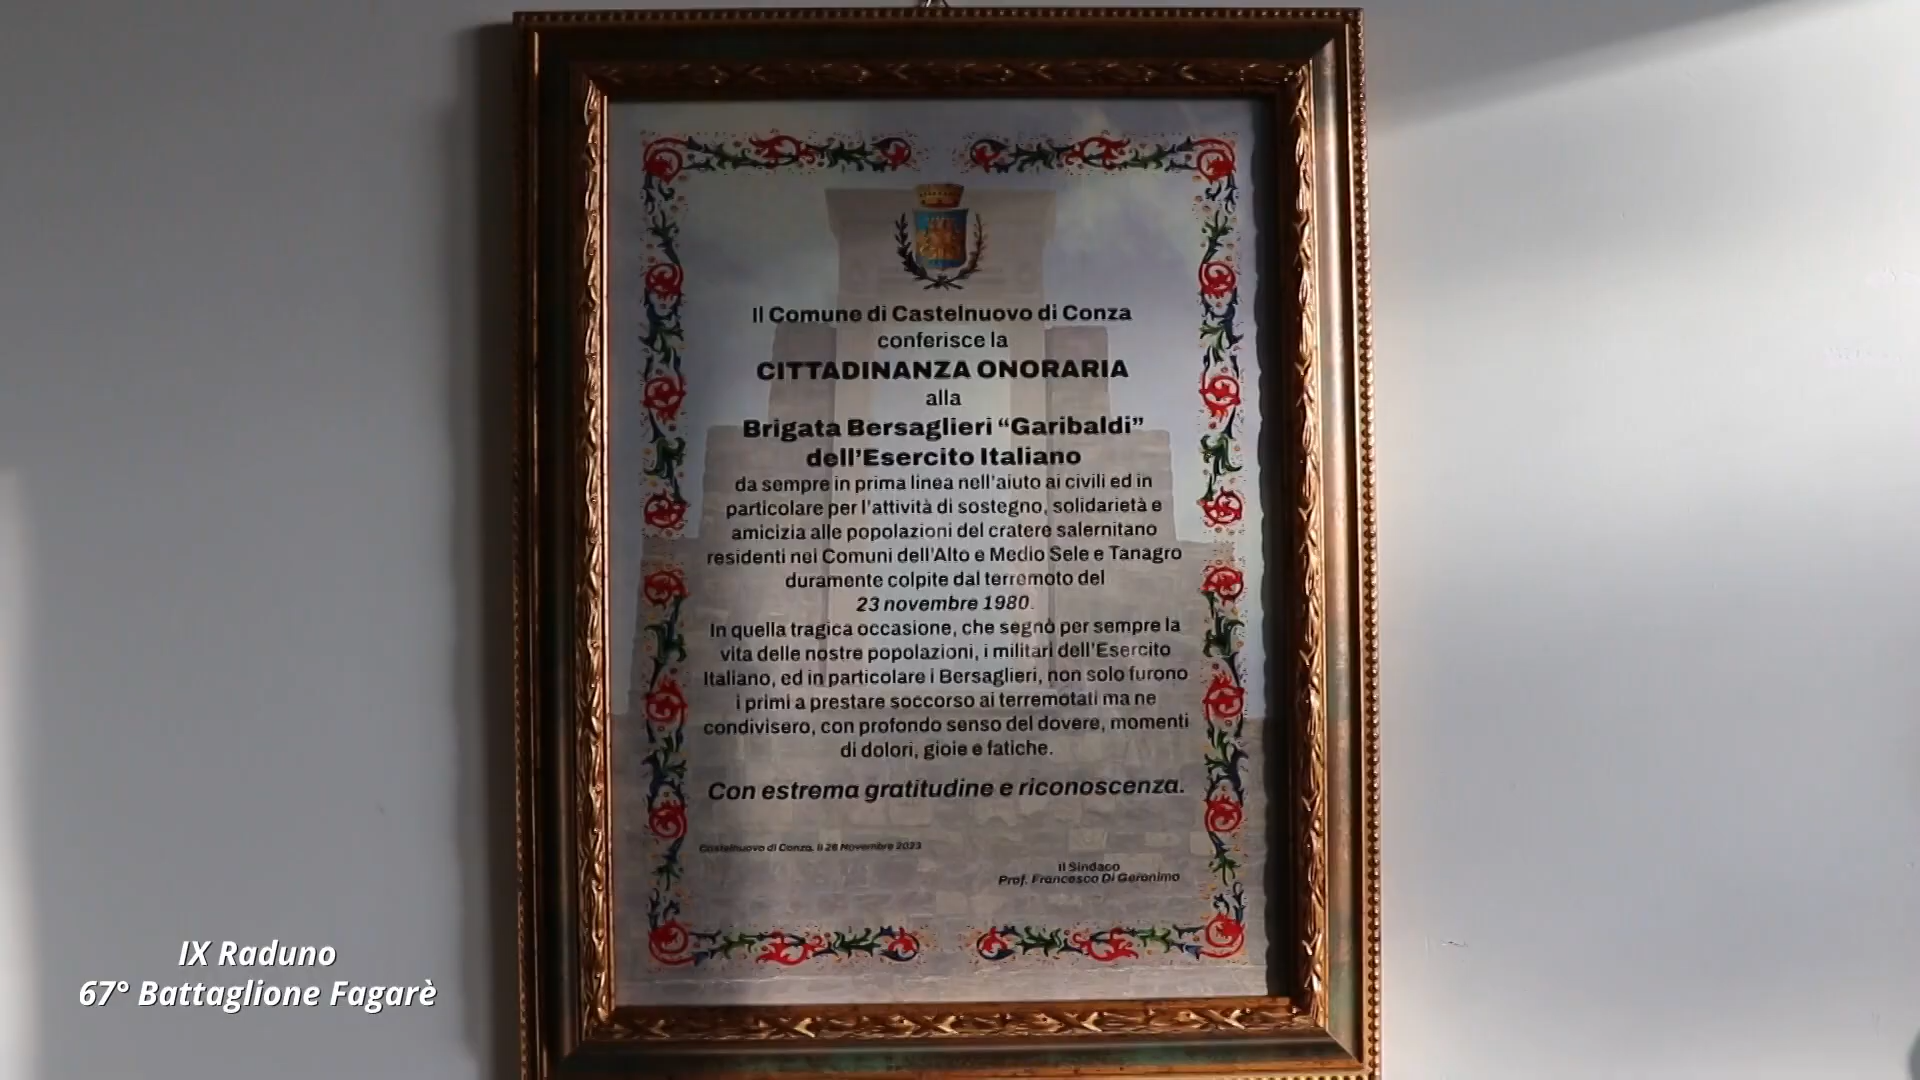 Il Comune di Castelnuovo di Conza
conferisce la
CITTADINANZA ONORARIA
alla
Brigata Bersaglieri “Garibaldi”
dell’Esercito Italiano
da sempre in prima linea nell’aiuto ai civili ed in
particolare per l’attività di sostegno, solidarietà e
amicizia alle popolazioni del cratere salernitano
residenti nei Comuni dell’Alto e Medio Sele e Tanagro
duramente colpite dal terremoto del
23 novembre 1980.
In quella tragica occasione, che segnò per sempre la
vita delle nostre popolazioni, i militari dell’Esercito
Italiano, ed in particolare i Bersaglieri, non solo furono
i primi a prestare soccorso ai terremotati ma ne
condivisero, con profondo senso del dovere, momenti
di dolori, gioie e fatiche.
Con estrema gratitudine e riconoscenza.
Castelnuovo di Conza, li 26 Novembre 2023
Il Sindaco
Prof. Francesco Di Geronimo
IX Raduno
67° Battaglione Fagarè